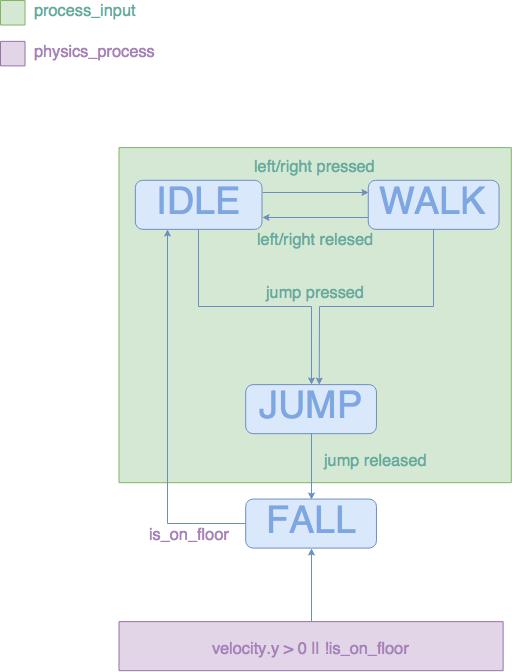 process_input
physics_process
left/right pressed
IDLE
WALK
left/right relesed
jump pressed
JUMP
jump released
FALL
is_on_floor
velocity.y > 0 || !is_on_floor